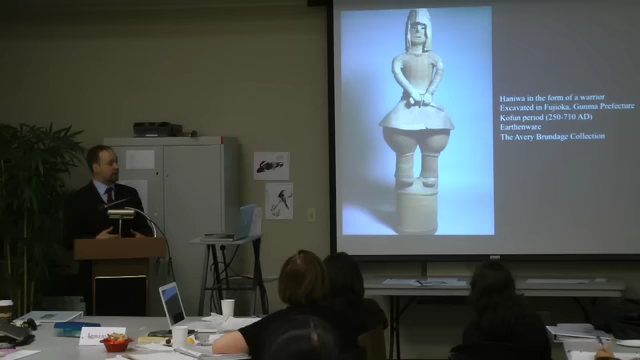 Haniwa in the form of a warrior
Excavated in Fujioka, Gunma Prefecture
Kofun period (250-710 AD)
Earthenware
The Avery Brundage Collection